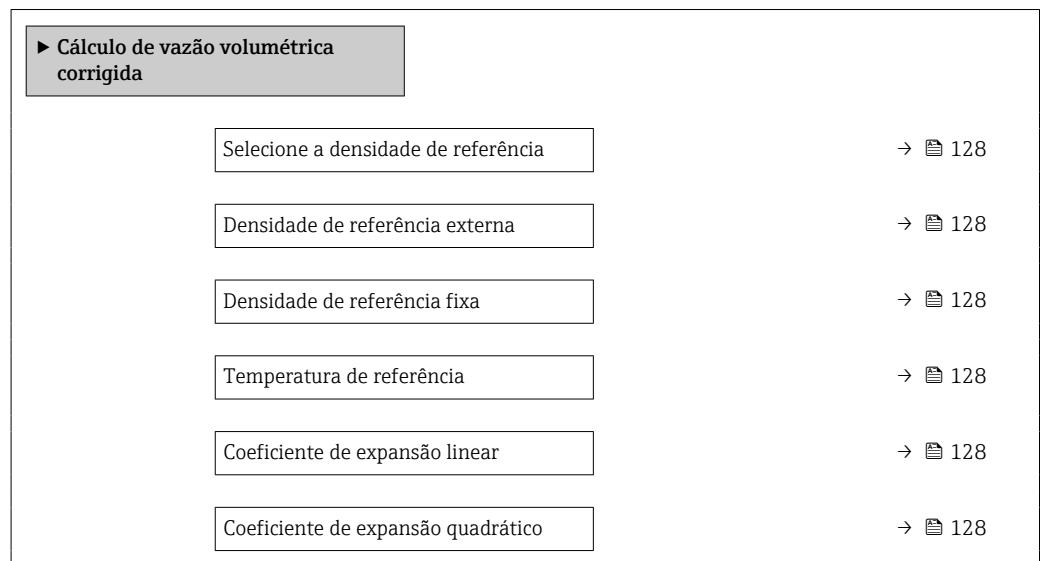 ▶ Cálculo de vazão volumétrica
corrigida
Selecione a densidade de referência → 128
Densidade de referência externa → 128
Densidade de referência fixa → 128
Temperatura de referência → 128
Coeficiente de expansão linear → 128
Coeficiente de expansão quadrático → 128